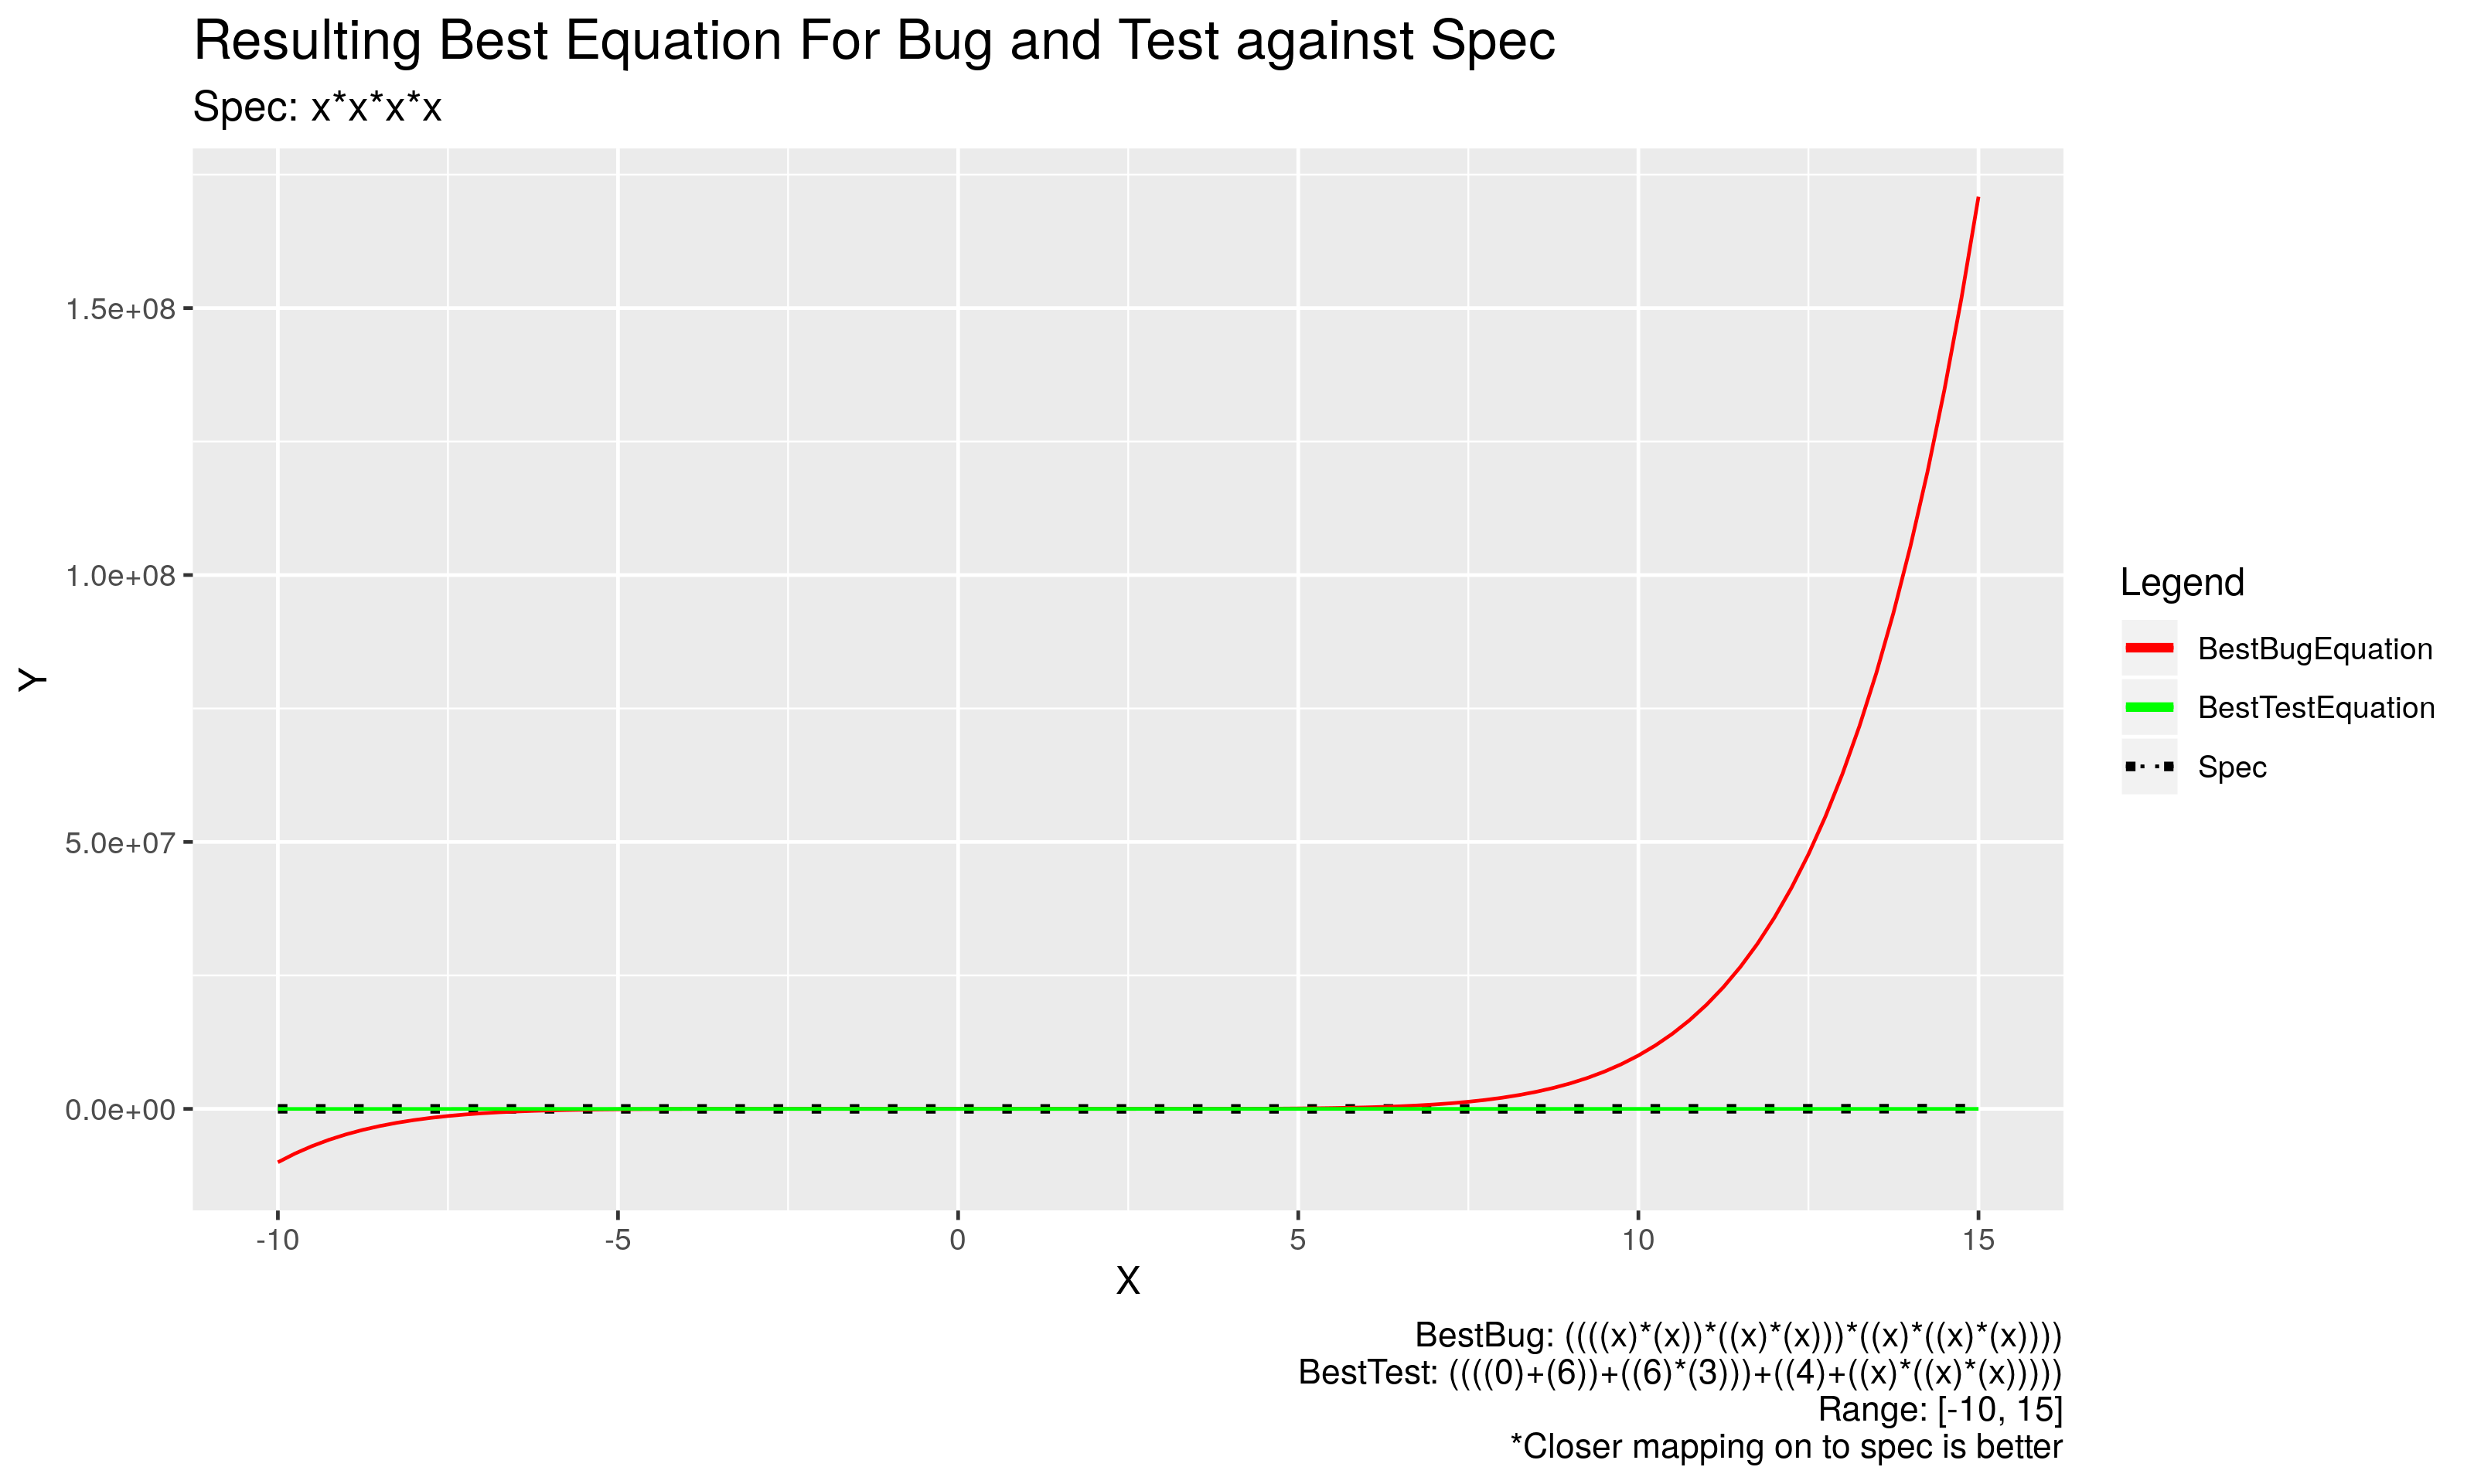 Resulting Best Equation For Bug and Test against Spec
Spec: x*x*x*x
Y
1.5e+08
1.0e+08
5.0e+07
0.0e+00
-10 -5 0 5 10 15
X
Legend
BestBugEquation
BestTestEquation
Spec
BestBug: ((((x)*(x))*((x)*(x)))*((x)*((x)*(x))))
BestTest: ((((0)+(6))+((6)*(3)))+((4)+((x)*((x)*(x)))))
Range: [-10, 15]
*Closer mapping on to spec is better